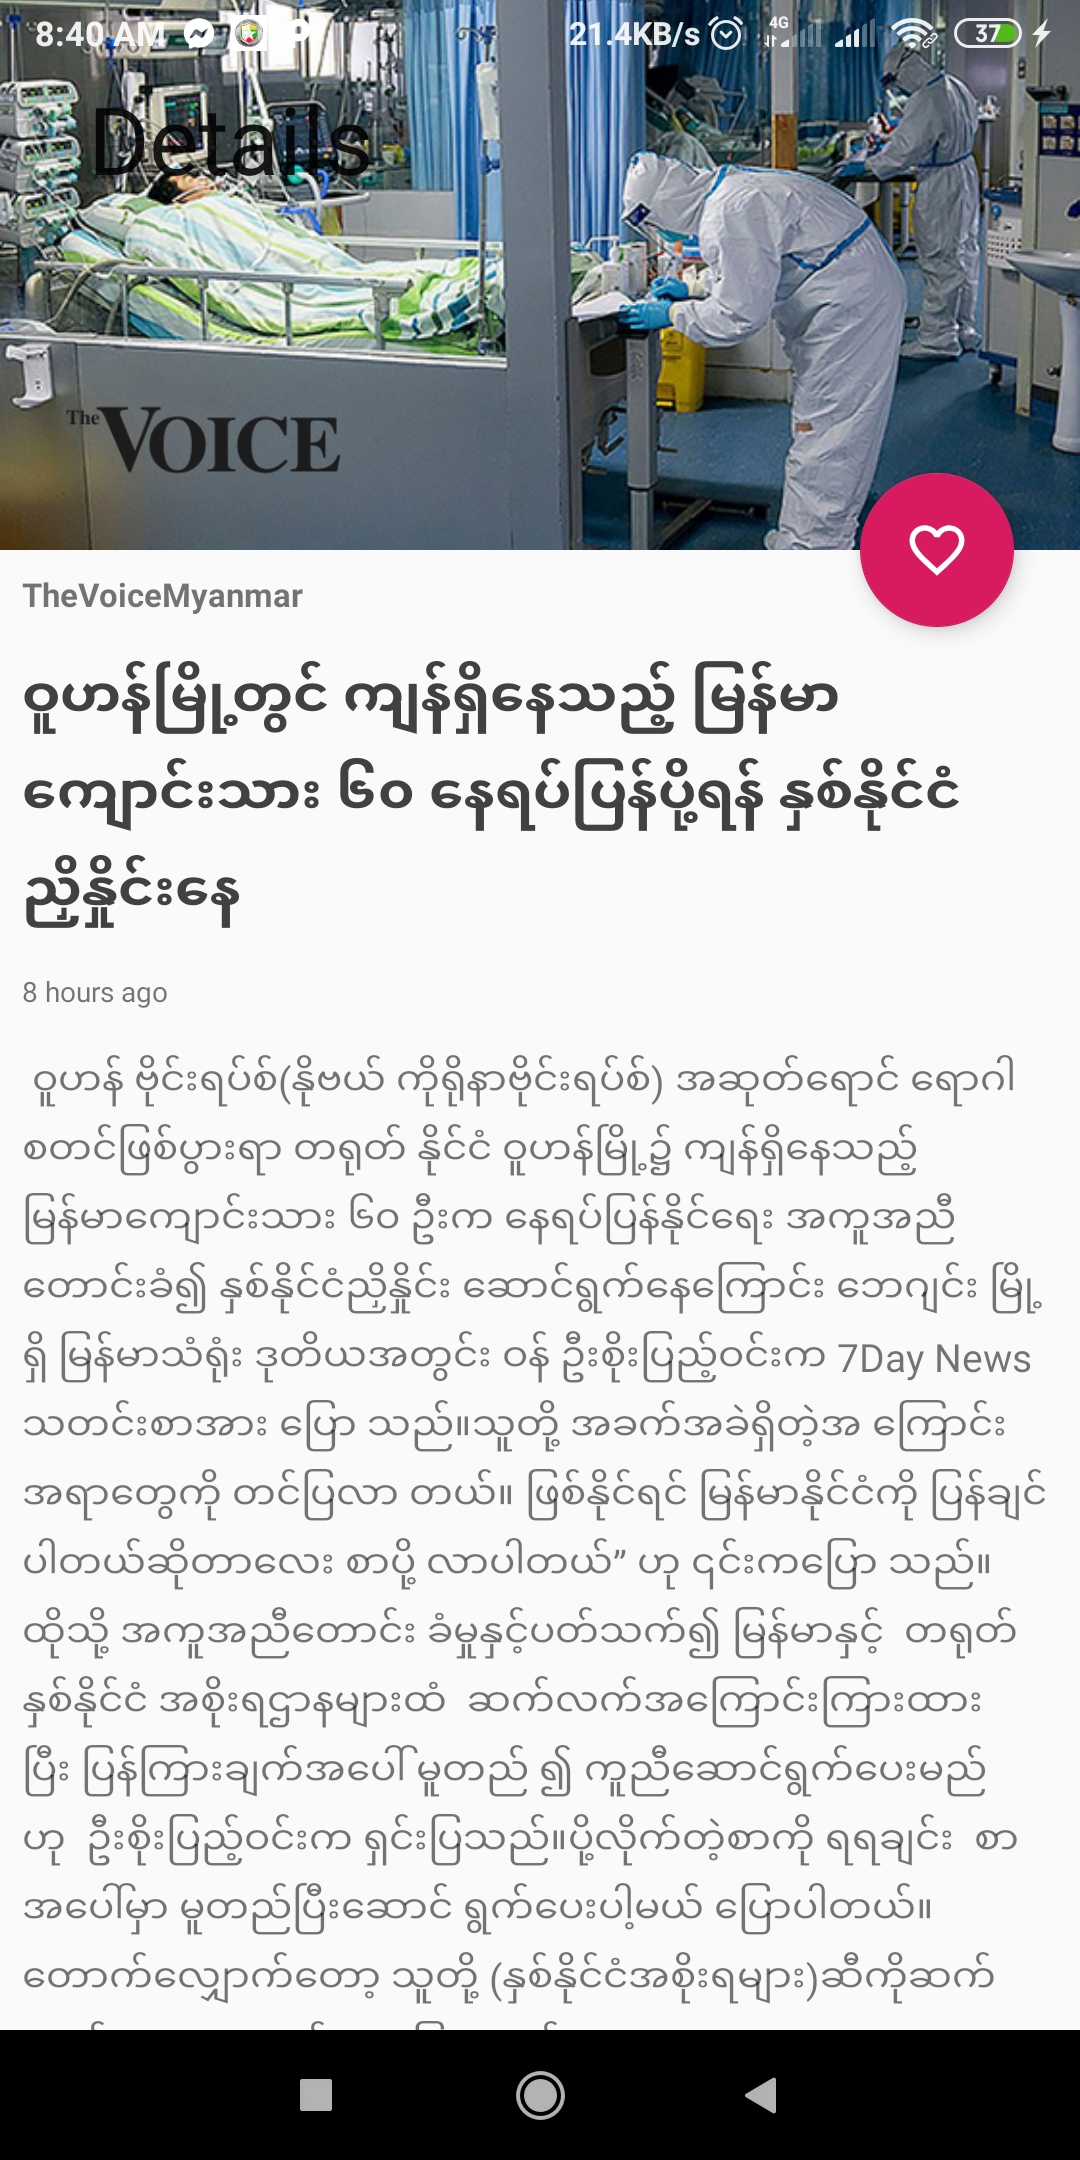 8:40 AM 21.4KB/s 4G 37
Details
The VOICE
TheVoiceMyanmar
ဝူဟန်မြို့တွင် ကျန်ရှိနေသည့် မြန်မာ
ကျောင်းသား ၆၀ နေရပ်ပြန်ပို့ရန် နှစ်နိုင်ငံ
ညှိနှိုင်းနေ
8 hours ago
ဝူဟန် ဗိုင်းရပ်စ်(နိုဗယ် ကိုရိုနာဗိုင်းရပ်စ်) အဆုတ်ရောင် ရောဂါ
စတင်ဖြစ်ပွားရာ တရုတ် နိုင်ငံ ဝူဟန်မြို့၌ ကျန်ရှိနေသည့်
မြန်မာကျောင်းသား ၆၀ ဦးက နေရပ်ပြန်နိုင်ရေး အကူအညီ
တောင်းခံ၍ နှစ်နိုင်ငံညှိနှိုင်း ဆောင်ရွက်နေကြောင်း ဘေဂျင်း မြို့
ရှိ မြန်မာသံရုံး ဒုတိယအတွင်း ဝန် ဦးစိုးပြည့်ဝင်းက 7Day News
သတင်းစာအား ပြော သည်။သူတို့ အခက်အခဲရှိတဲ့အ ကြောင်း
အရာတွေကို တင်ပြလာ တယ်။ ဖြစ်နိုင်ရင် မြန်မာနိုင်ငံကို ပြန်ချင်
ပါတယ်ဆိုတာလေး စာပို့ လာပါတယ်” ဟု ၎င်းကပြော သည်။
ထိုသို့ အကူအညီတောင်း ခံမှုနှင့်ပတ်သက်၍ မြန်မာနှင့်  တရုတ်
နှစ်နိုင်ငံ အစိုးရဌာနများထံ  ဆက်လက်အကြောင်းကြားထား
ပြီး ပြန်ကြားချက်အပေါ် မူတည် ၍ ကူညီဆောင်ရွက်ပေးမည်
ဟု  ဦးစိုးပြည့်ဝင်းက ရှင်းပြသည်။ပို့လိုက်တဲ့စာကို ရရချင်း  စာ
အပေါ်မှာ မူတည်ပြီးဆောင် ရွက်ပေးပါ့မယ် ပြောပါတယ်။
တောက်လျှောက်တော့ သူတို့ (နှစ်နိုင်ငံအစိုးရများ)ဆီကိုဆက်